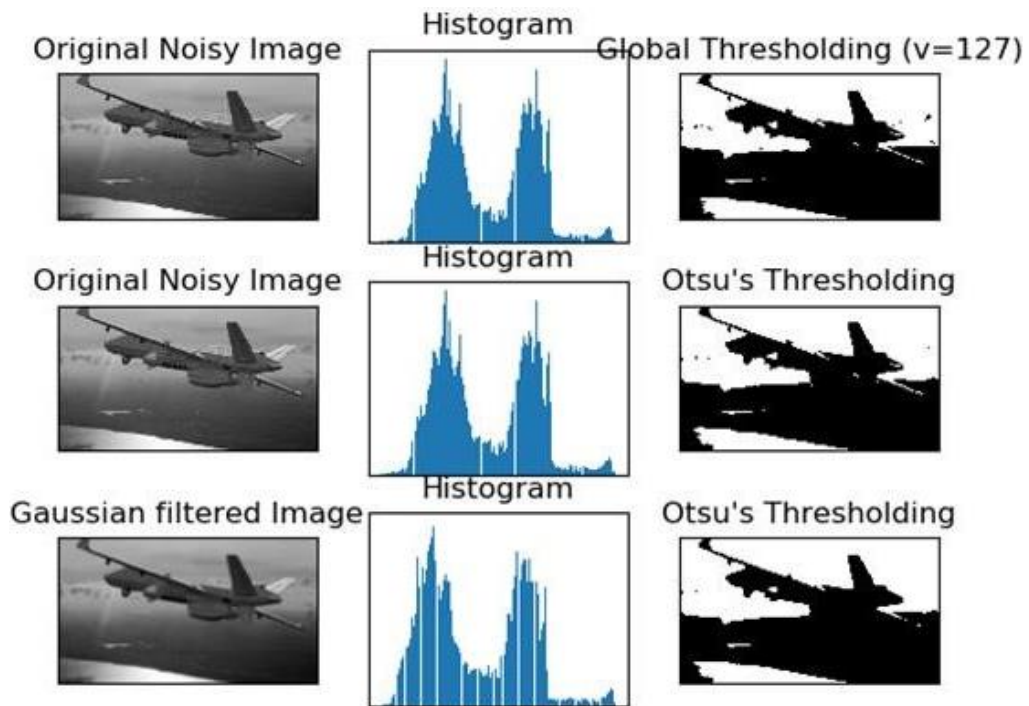 Original Noisy Image
Histogram
Global Thresholding (v=127)
Original Noisy Image
Histogram
Otsu's Thresholding
Gaussian filtered Image
Histogram
Otsu's Thresholding